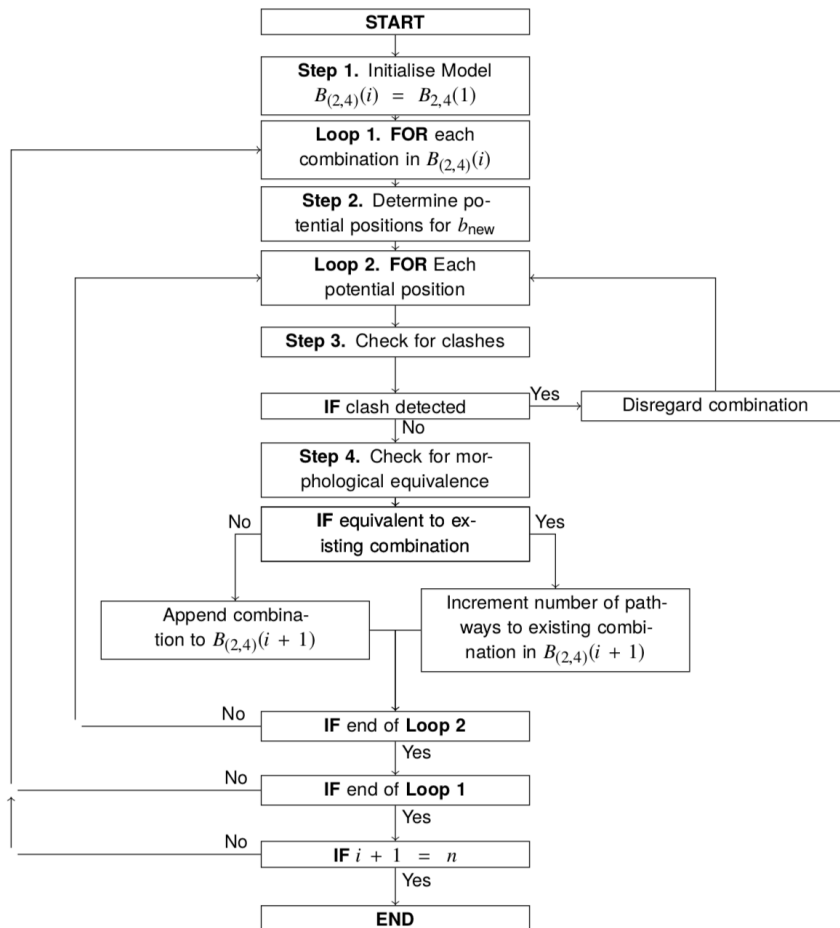 START
Step 1. Initialise Model
B(2,4)(i) = B2,4(1)
Loop 1. FOR each
combination in B(2,4)(i)
Step 2. Determine po-
tential positions for bnew
Loop 2. FOR Each
potential position
Step 3. Check for clashes
IF clash detected
Yes
Disregard combination
No
Step 4. Check for mor-
phological equivalence
No
IF equivalent to ex-
isting combination
Yes
Append combina-
tion to B(2,4)(i + 1)
Increment number of path-
ways to existing combi-
nation in B(2,4)(i + 1)
No
IF end of Loop 2
Yes
No
IF end of Loop 1
Yes
No
IF i + 1 = n
Yes
END